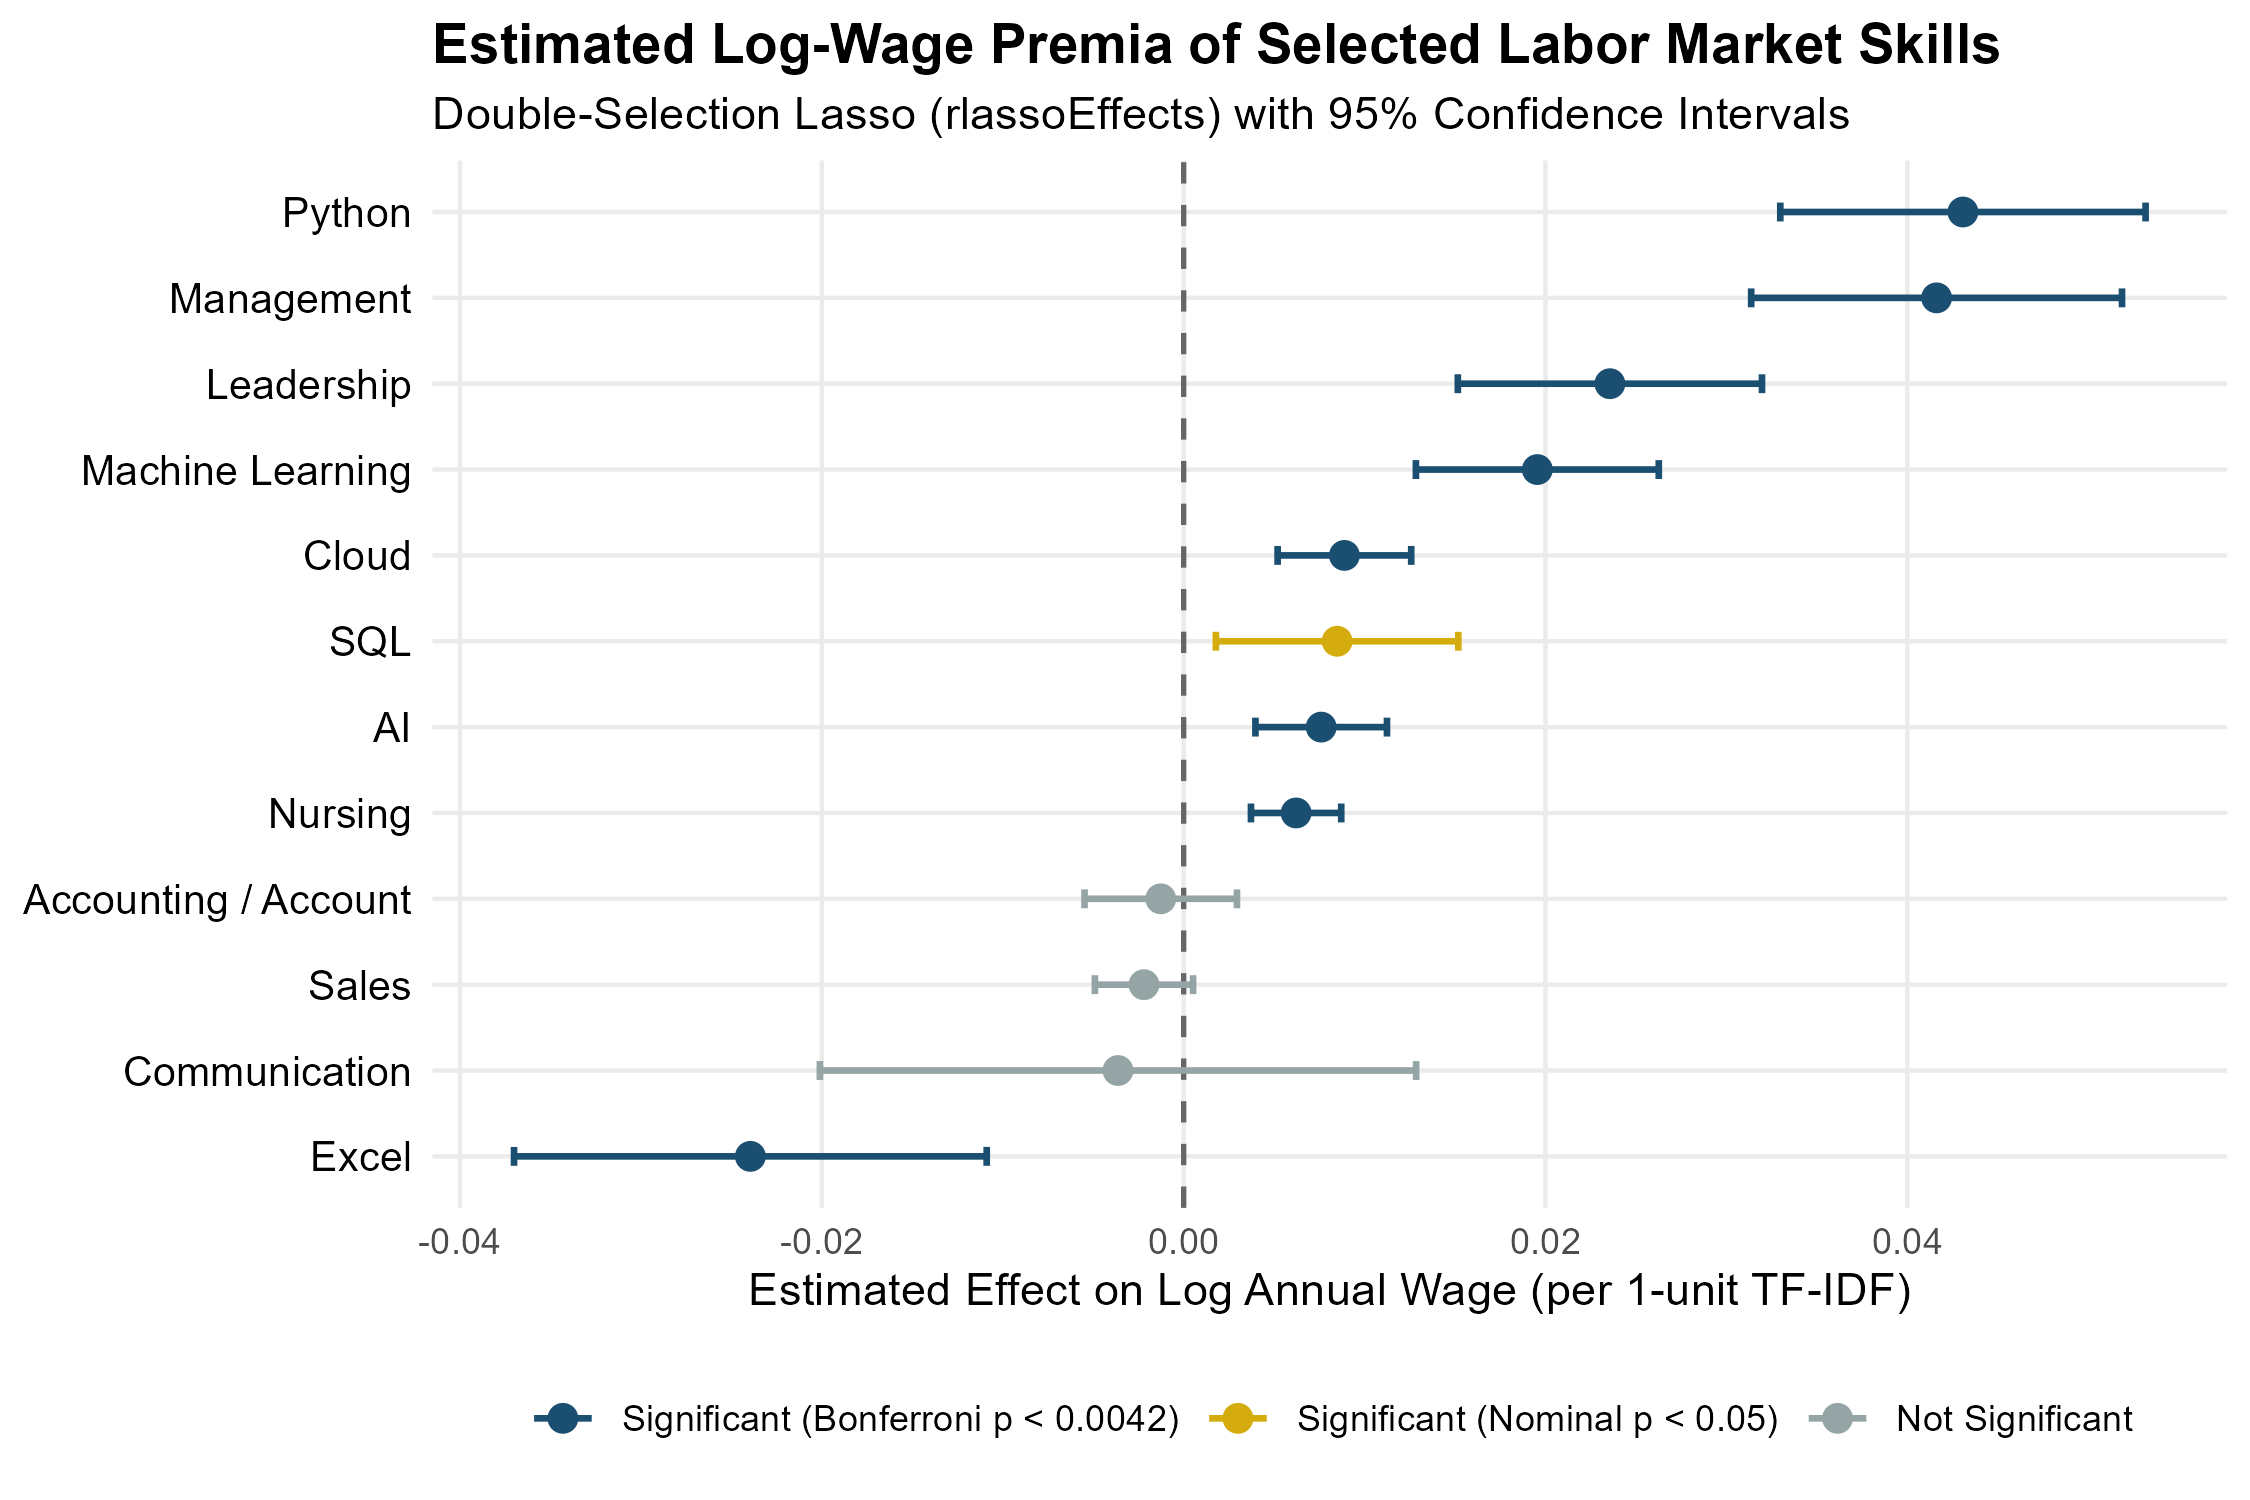 Estimated Log-Wage Premia of Selected Labor Market Skills
Double-Selection Lasso (rlassoEffects) with 95% Confidence Intervals
Python
Management
Leadership
Machine Learning
Cloud
SQL
AI
Nursing
Accounting / Account
Sales
Communication
Excel
-0.04 -0.02 0.00 0.02 0.04
Estimated Effect on Log Annual Wage (per 1-unit TF-IDF)
Significant (Bonferroni p < 0.0042) Significant (Nominal p < 0.05) Not Significant